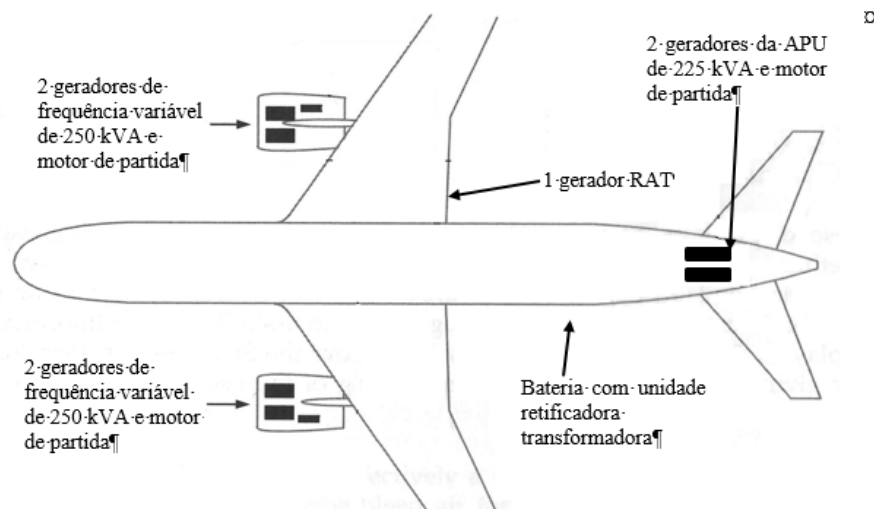 2·geradores·da·APU
de·225·kVA·e·motor
de·partida¶
2·geradores·de·
frequência·variável
de·250·kVA·e·
motor·de·partida¶
1·gerador·RAT
2·geradores·de·
frequência·variável·
de·250·kVA·e·motor·
de·partida¶
Bateria·com·unidade
retificadora·
transformadora¶